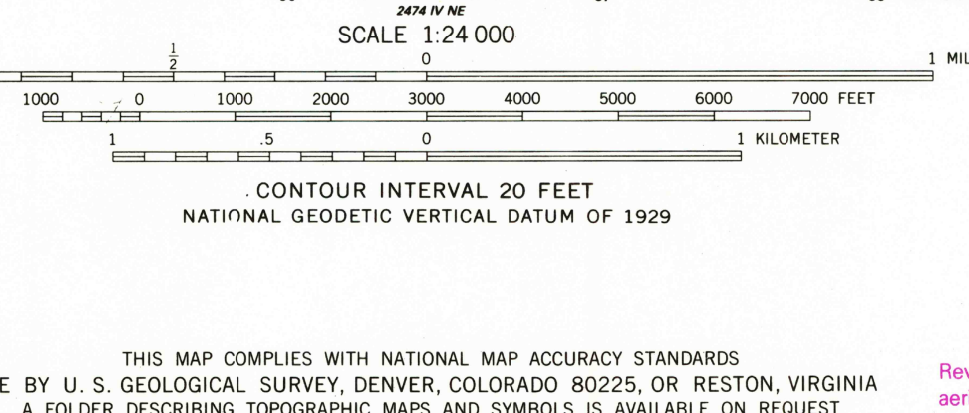 2474 IV NE
SCALE 1:24 000
1/2 0 1
1000 0 1000 2000 3000 4000 5000 6000 7000 FEET
1 .5 0 1 KILOMETER
CONTOUR INTERVAL 20 FEET
NATIONAL GEODETIC VERTICAL DATUM OF 1929
THIS MAP COMPLIES WITH NATIONAL MAP ACCURACY STANDARDS
BY U. S. GEOLOGICAL SURVEY, DENVER, COLORADO 80225, OR RESTON, VIRGINIA
A FOLDER DESCRIBING TOPOGRAPHIC MAPS AND SYMBOLS IS AVAILABLE ON REQUEST